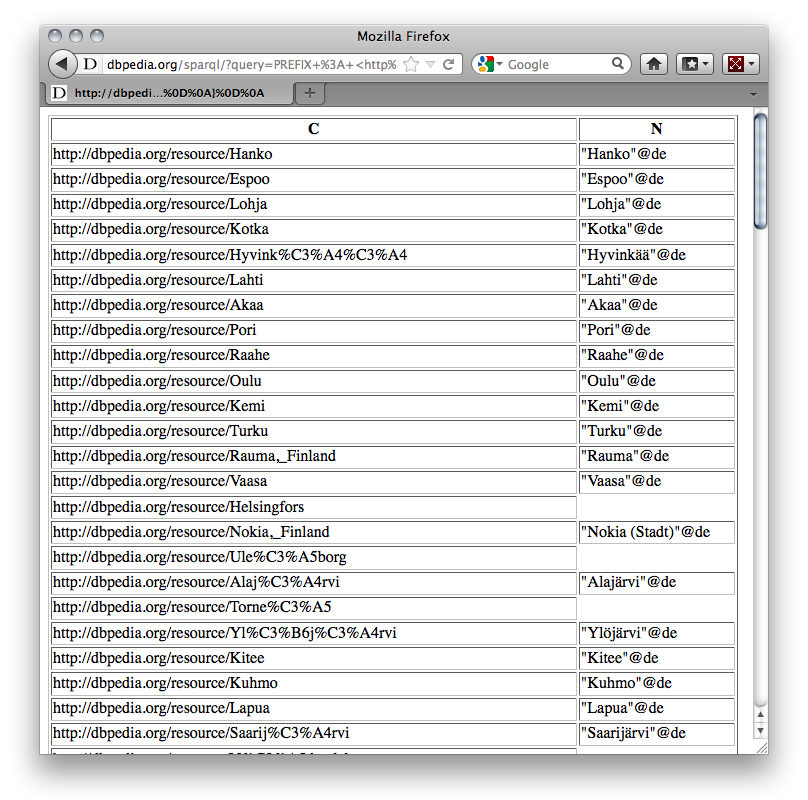 Mozilla Firefox
D dbpedia.org/sparql/?query=PREFIX+%3A+<http% Google
D http://dbpedi...%0D%0A}%0D%0A
C N
http://dbpedia.org/resource/Hanko "Hanko"@de
http://dbpedia.org/resource/Espoo "Espoo"@de
http://dbpedia.org/resource/Lohja "Lohja"@de
http://dbpedia.org/resource/Kotka "Kotka"@de
http://dbpedia.org/resource/Hyvink%C3%A4%C3%A4 "Hyvinkää"@de
http://dbpedia.org/resource/Lahti "Lahti"@de
http://dbpedia.org/resource/Akaa "Akaa"@de
http://dbpedia.org/resource/Pori "Pori"@de
http://dbpedia.org/resource/Raahe "Raahe"@de
http://dbpedia.org/resource/Oulu "Oulu"@de
http://dbpedia.org/resource/Kemi "Kemi"@de
http://dbpedia.org/resource/Turku "Turku"@de
http://dbpedia.org/resource/Rauma,_Finland "Rauma"@de
http://dbpedia.org/resource/Vaasa "Vaasa"@de
http://dbpedia.org/resource/Helsingfors
http://dbpedia.org/resource/Nokia,_Finland "Nokia (Stadt)"@de
http://dbpedia.org/resource/Ule%C3%A5borg
http://dbpedia.org/resource/Alaj%C3%A4rvi "Alajärvi"@de
http://dbpedia.org/resource/Torne%C3%A5
http://dbpedia.org/resource/Yl%C3%B6j%C3%A4rvi "Ylöjärvi"@de
http://dbpedia.org/resource/Kitee "Kitee"@de
http://dbpedia.org/resource/Kuhmo "Kuhmo"@de
http://dbpedia.org/resource/Lapua "Lapua"@de
http://dbpedia.org/resource/Saarij%C3%A4rvi "Saarijärvi"@de